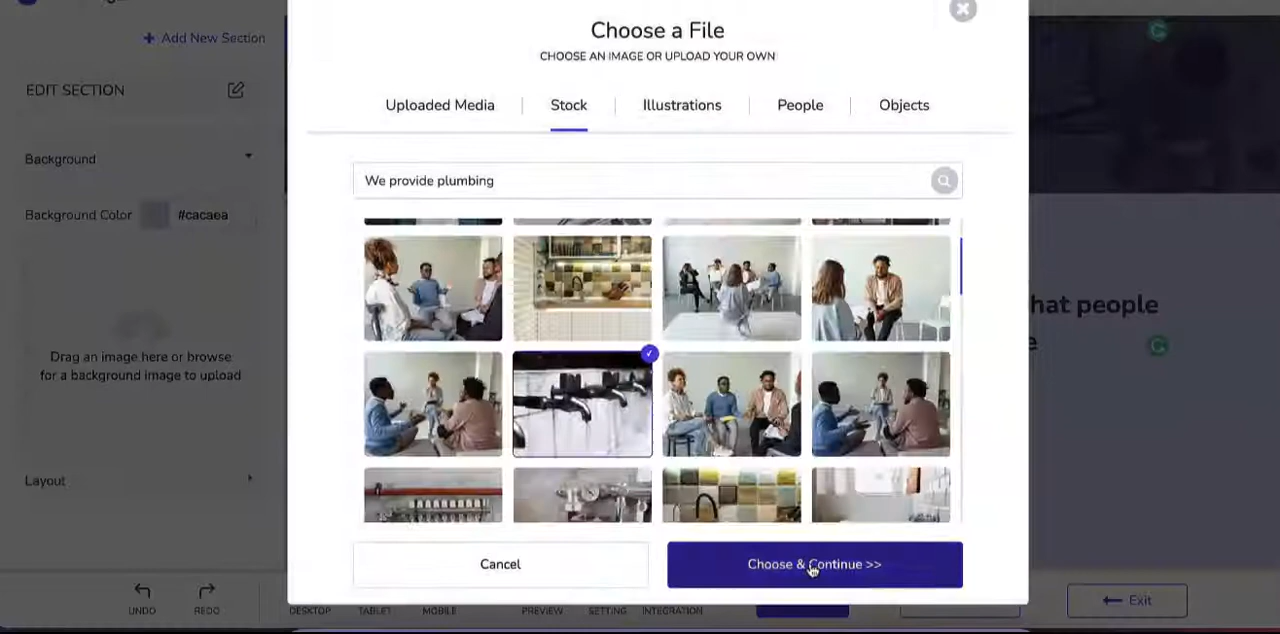 Choose a File
+ Add New Section
CHOOSE AN IMAGE OR UPLOAD YOUR OWN
EDIT SECTION
Uploaded Media
Stock
Illustrations
People
Objects
Background
We provide plumbing
Background Color
#cacaea
hat people
Drag an image here or browse
for a background image to upload
Layout
Cancel
Choose & Continue >>
UNDO
REDO
DESKTOP
TABLET
MOBILE
PREVIEW
SETTING
INTEGRATION
Exit